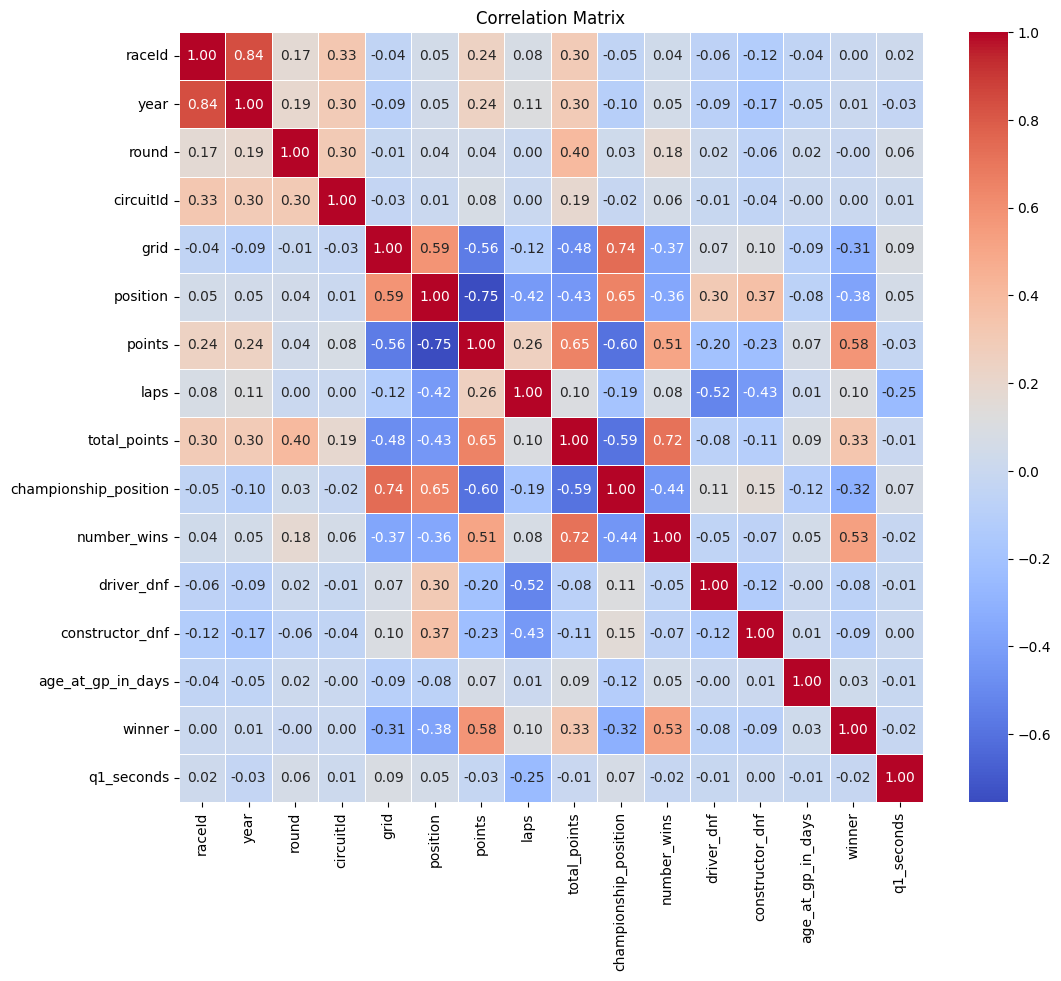 Correlation Matrix
raceId 1.00 0.84 0.17 0.33 -0.04 0.05 0.24 0.08 0.30 -0.05 0.04 -0.06 -0.12 -0.04 0.00 0.02
year 0.84 1.00 0.19 0.30 -0.09 0.05 0.24 0.11 0.30 -0.10 0.05 -0.09 -0.17 -0.05 0.01 -0.03
round 0.17 0.19 1.00 0.30 -0.01 0.04 0.04 0.00 0.40 0.03 0.18 0.02 -0.06 0.02 -0.00 0.06
circuitId 0.33 0.30 0.30 1.00 -0.03 0.01 0.08 0.00 0.19 -0.02 0.06 -0.01 -0.04 -0.00 0.00 0.01
grid -0.04 -0.09 -0.01 -0.03 1.00 0.59 -0.56 -0.12 -0.48 0.74 -0.37 0.07 0.10 -0.09 -0.31 0.09
position 0.05 0.05 0.04 0.01 0.59 1.00 -0.75 -0.42 -0.43 0.65 -0.36 0.30 0.37 -0.08 -0.38 0.05
points 0.24 0.24 0.04 0.08 -0.56 -0.75 1.00 0.26 0.65 -0.60 0.51 -0.20 -0.23 0.07 0.58 -0.03
laps 0.08 0.11 0.00 0.00 -0.12 -0.42 0.26 1.00 0.10 -0.19 0.08 -0.52 -0.43 0.01 0.10 -0.25
total_points 0.30 0.30 0.40 0.19 -0.48 -0.43 0.65 0.10 1.00 -0.59 0.72 -0.08 -0.11 0.09 0.33 -0.01
championship_position -0.05 -0.10 0.03 -0.02 0.74 0.65 -0.60 -0.19 -0.59 1.00 -0.44 0.11 0.15 -0.12 -0.32 0.07
number_wins 0.04 0.05 0.18 0.06 -0.37 -0.36 0.51 0.08 0.72 -0.44 1.00 -0.05 -0.07 0.05 0.53 -0.02
driver_dnf -0.06 -0.09 0.02 -0.01 0.07 0.30 -0.20 -0.52 -0.08 0.11 -0.05 1.00 -0.12 -0.00 -0.08 -0.01
constructor_dnf -0.12 -0.17 -0.06 -0.04 0.10 0.37 -0.23 -0.43 -0.11 0.15 -0.07 -0.12 1.00 0.01 -0.09 0.00
age_at_gp_in_days -0.04 -0.05 0.02 -0.00 -0.09 -0.08 0.07 0.01 0.09 -0.12 0.05 -0.00 0.01 1.00 0.03 -0.01
winner 0.00 0.01 -0.00 0.00 -0.31 -0.38 0.58 0.10 0.33 -0.32 0.53 -0.08 -0.09 0.03 1.00 -0.02
q1_seconds 0.02 -0.03 0.06 0.01 0.09 0.05 -0.03 -0.25 -0.01 0.07 -0.02 -0.01 0.00 -0.01 -0.02 1.00
raceId
year
round
circuitId
grid
position
points
laps
total_points
championship_position
number_wins
driver_dnf
constructor_dnf
age_at_gp_in_days
winner
q1_seconds
1.0
0.8
0.6
0.4
0.2
0.0
−0.2
−0.4
−0.6